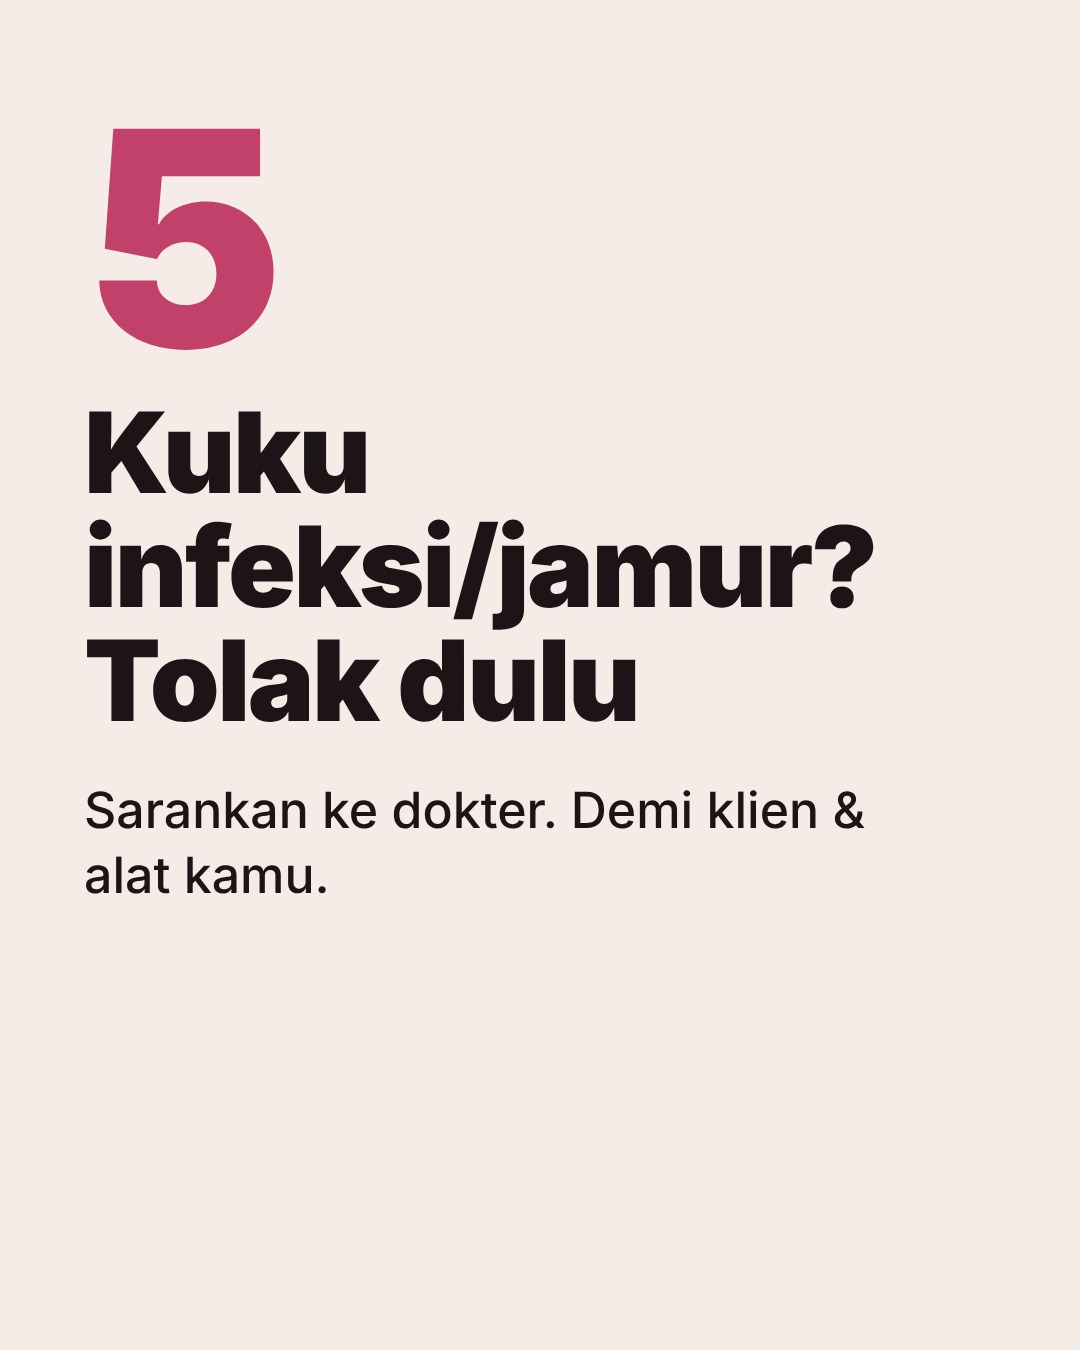 5
Kuku
infeksi/jamur?
Tolak dulu
Sarankan ke dokter. Demi klien &
alat kamu.